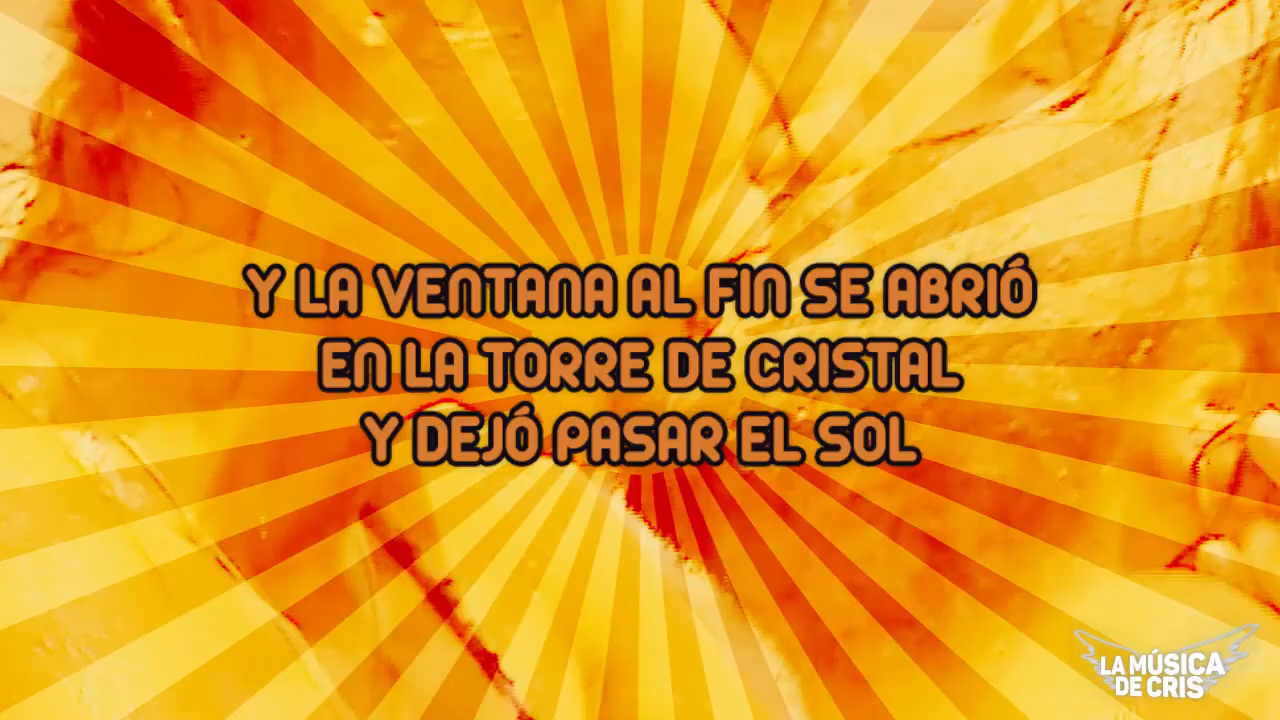 Y LA VENTANA AL FIN SE ABRIÓ
EN LA TORRE DE CRISTAL
Y DEJÓ PASAR EL SOL
LA MÚSICA
DE CRIS